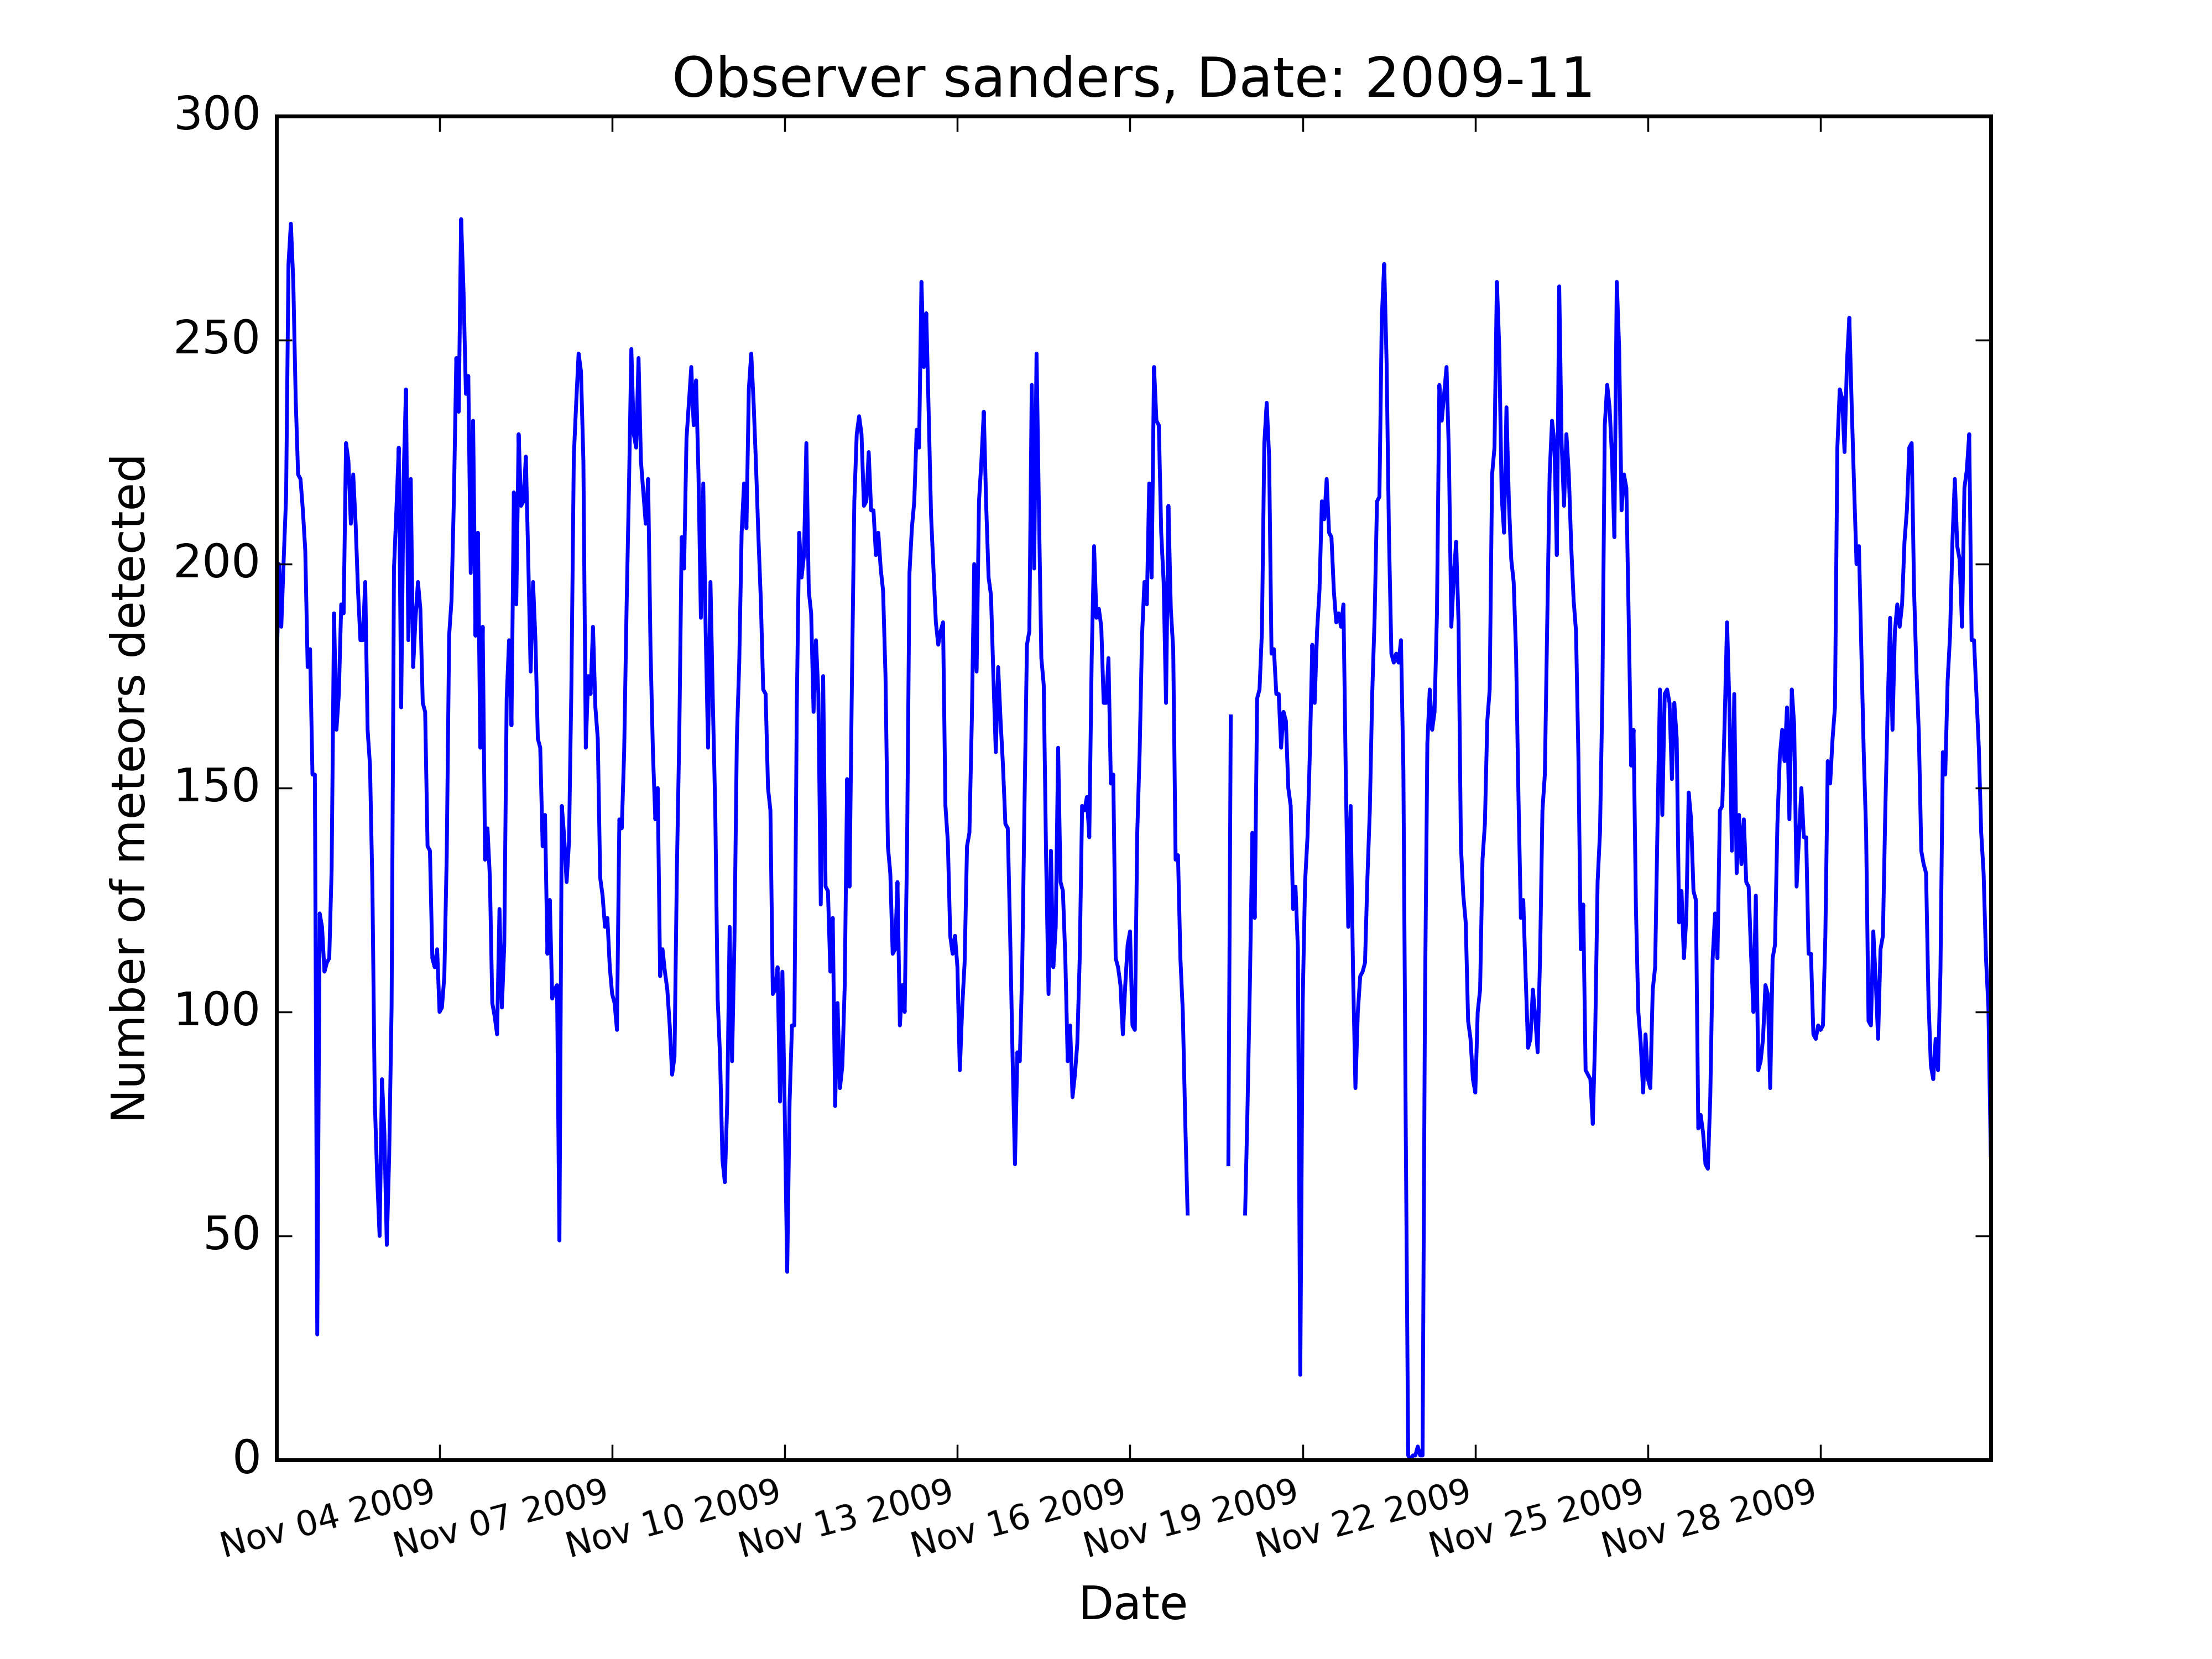 Observer sanders, Date: 2009-11
300
250
200
150
100
50
0
Number of meteors detected
Nov 04 2009
Nov 07 2009
Nov 10 2009
Nov 13 2009
Nov 16 2009
Nov 19 2009
Nov 22 2009
Nov 25 2009
Nov 28 2009
Date